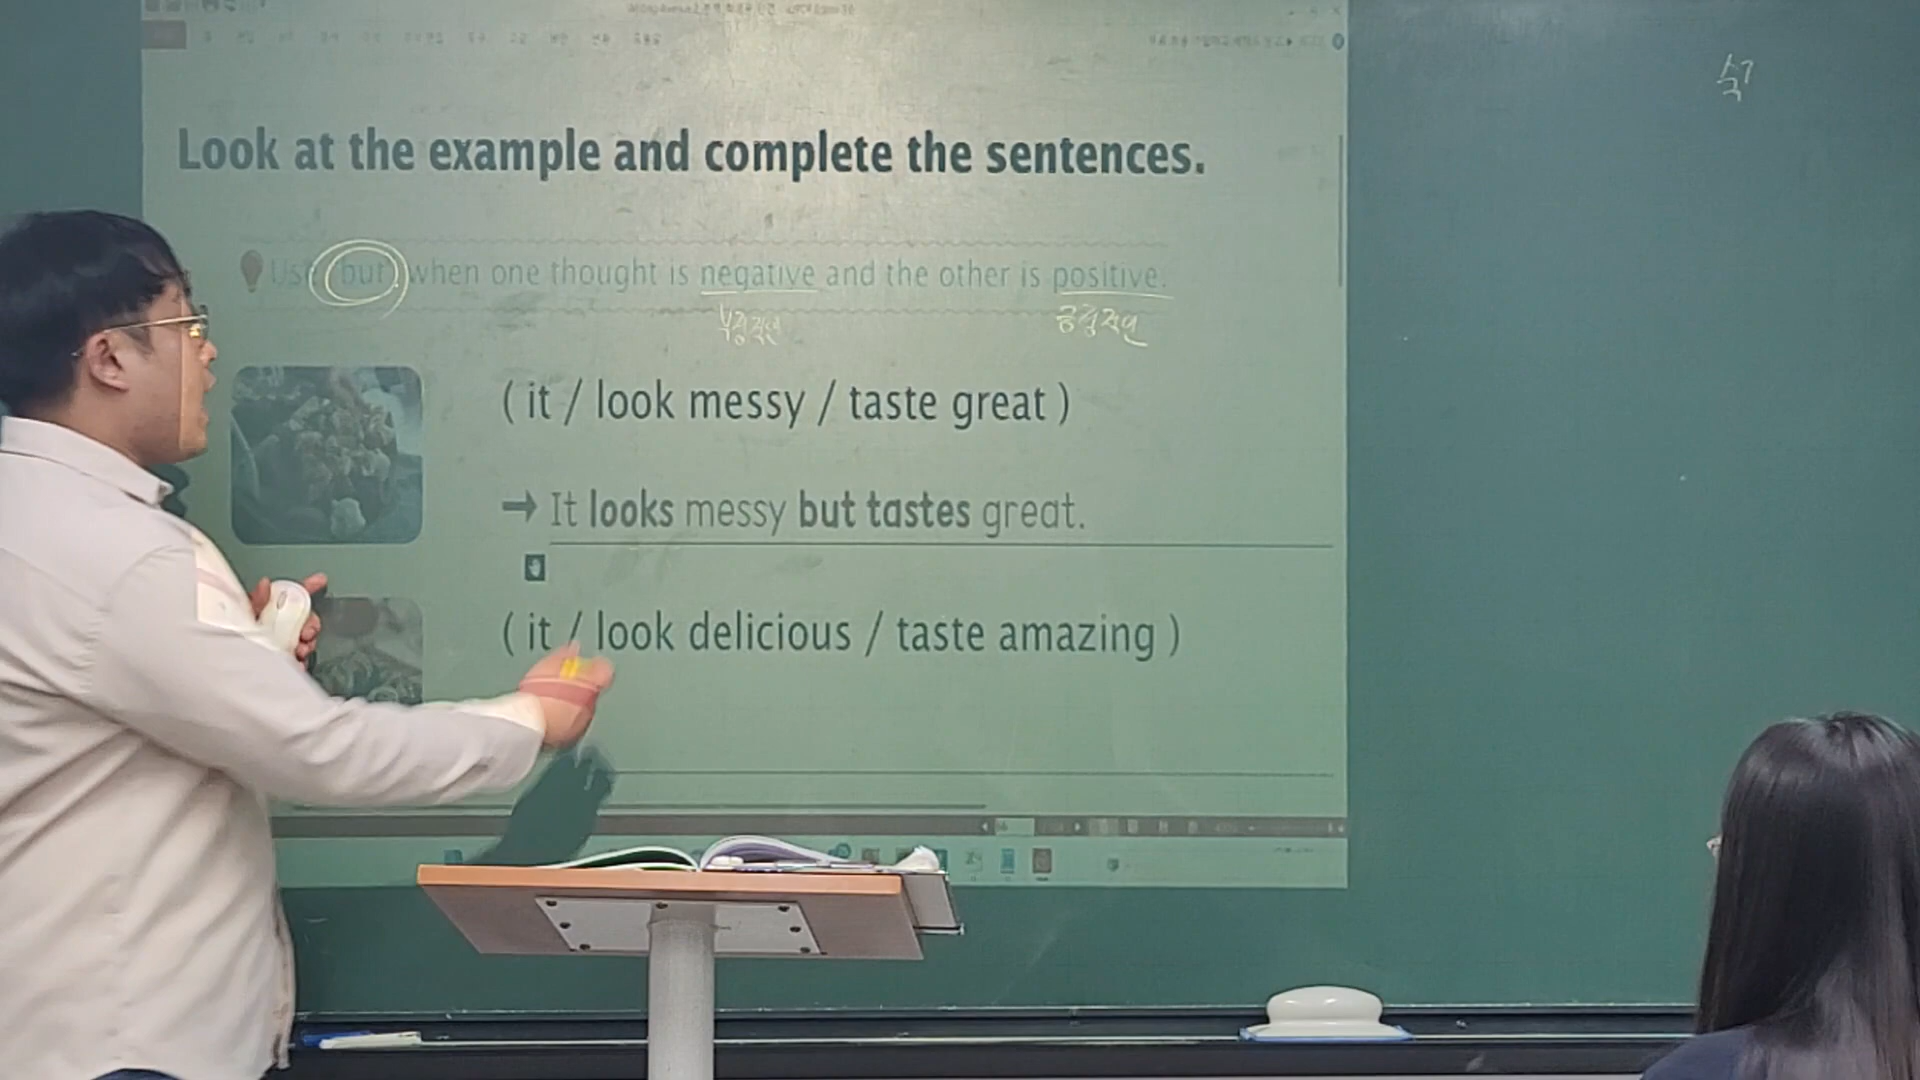 Look at the example and complete the sentences.
Use but when one thought is negative and the other is positive.
부정적인 긍정적인
( it / look messy / taste great )
→ It looks messy but tastes great.
( it / look delicious / taste amazing )